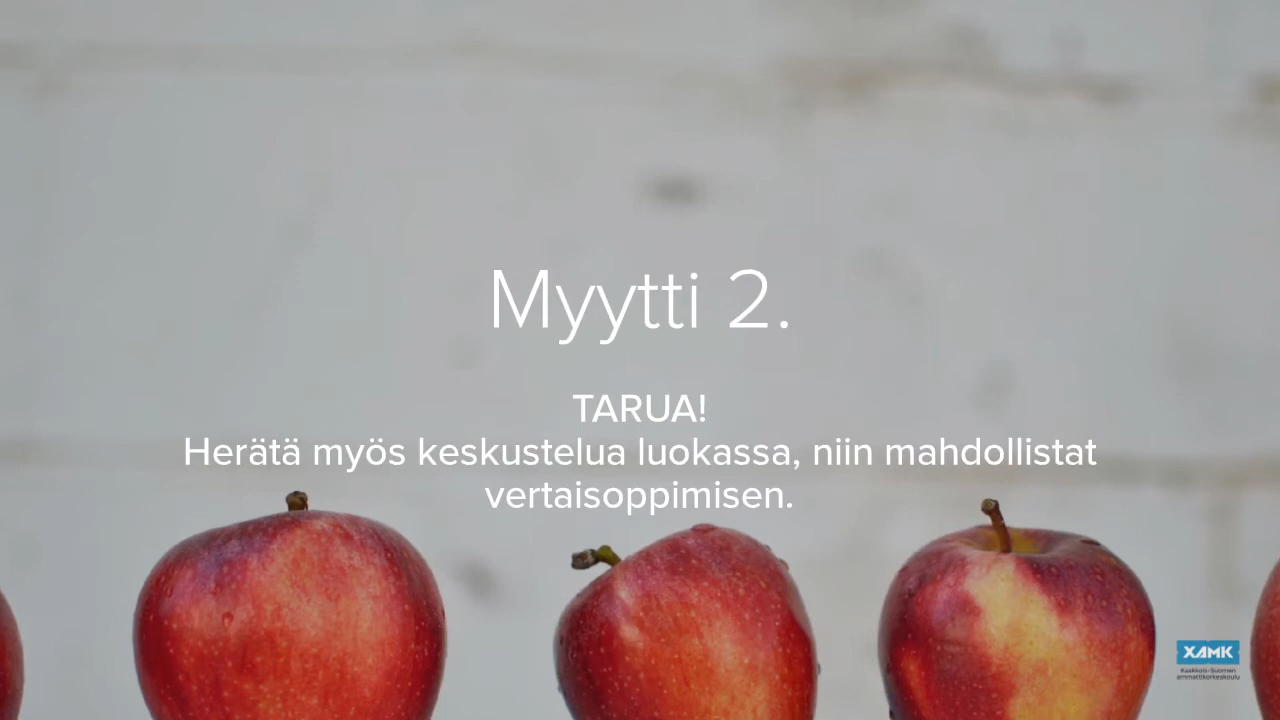 Myytti 2.
TARUA!
Herätä myös keskustelua luokassa, niin mahdollistat
vertaisoppimisen.
XAMK
Kaakkois-Suomen
ammattikorkeakoulu